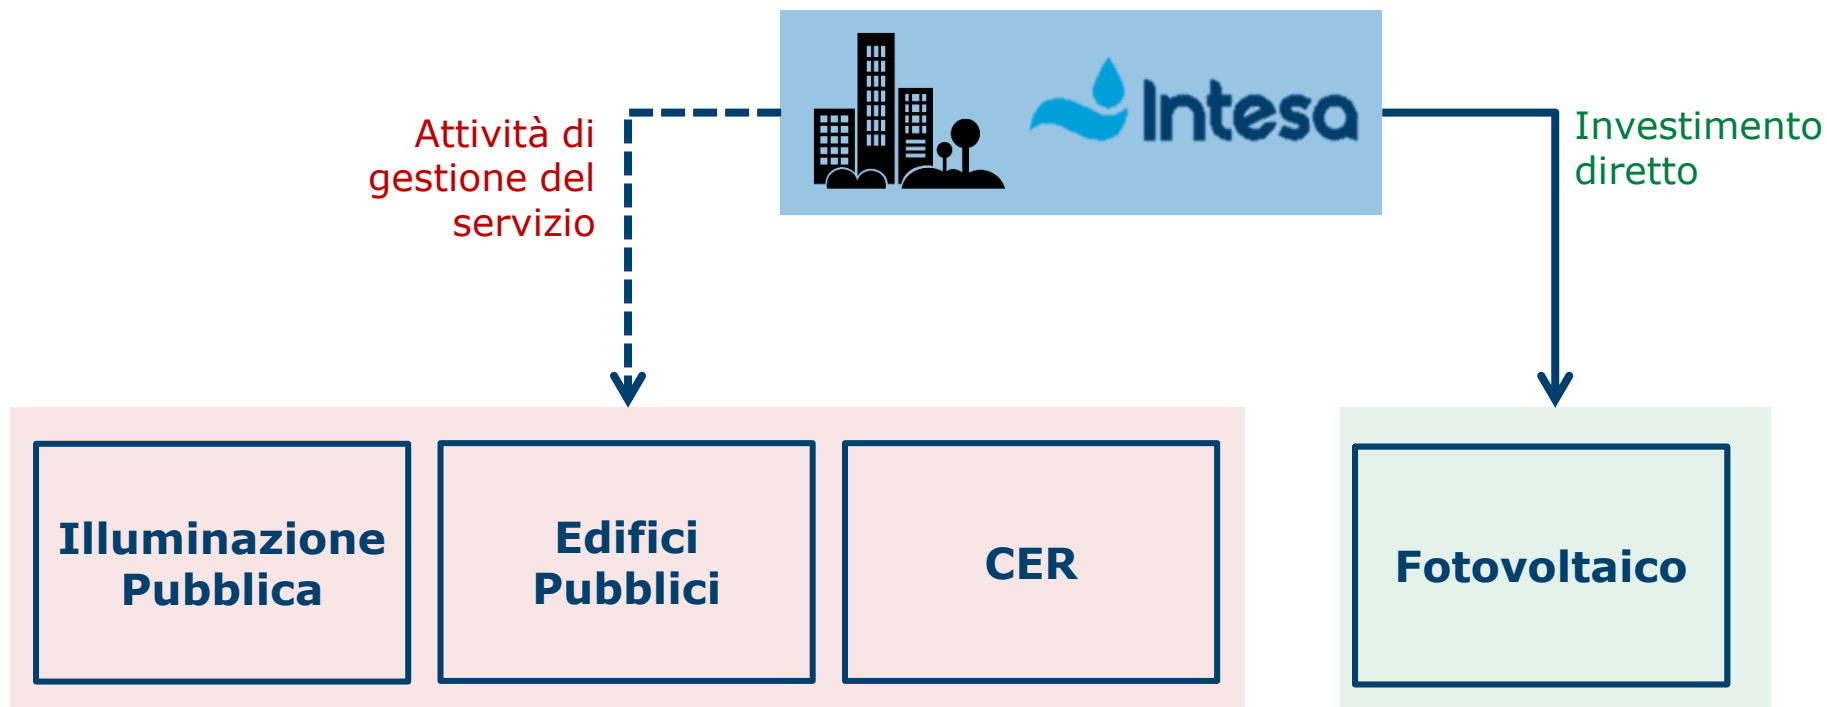 Intesa
Attività di
gestione del
servizio
Investimento
diretto
Illuminazione
Pubblica
Edifici
Pubblici
CER
Fotovoltaico